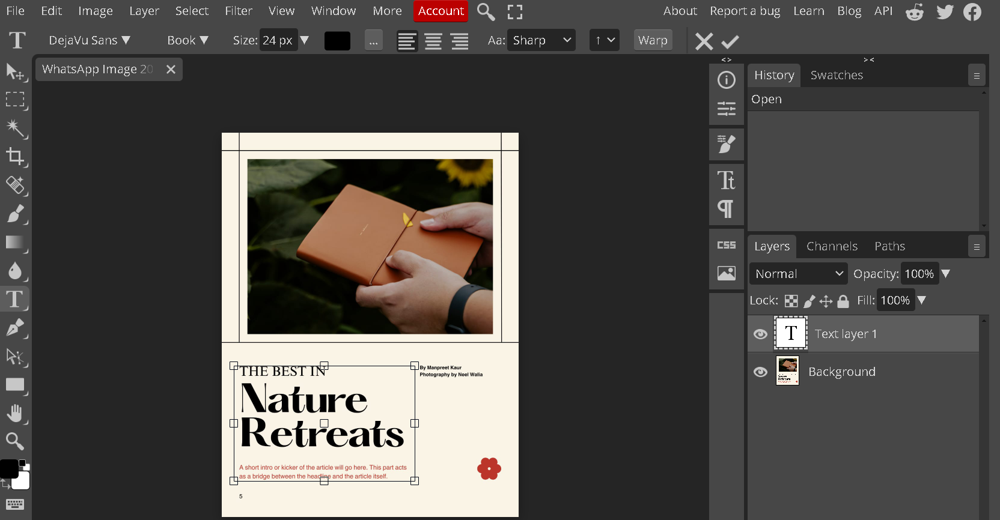 File Edit Image Layer Select Filter View Window More Account About Report a bug Learn Blog API
T DejaVu Sans ▼ Book ▼ Size: 24 px ▼ ... Aa: Sharp ↑ Warp
WhatsApp Image 20
<> ><
History Swatches
Open
Tt
¶
CSS
Layers Channels Paths
Normal Opacity: 100% ▼
Lock: Fill: 100% ▼
T Text layer 1
Background
T
THE BEST IN
Nature
Retreats
By Manpreet Kaur
Photography by Neel Walia
A short intro or kicker of the article will go here. This part acts
as a bridge between the headline and the article itself.
5